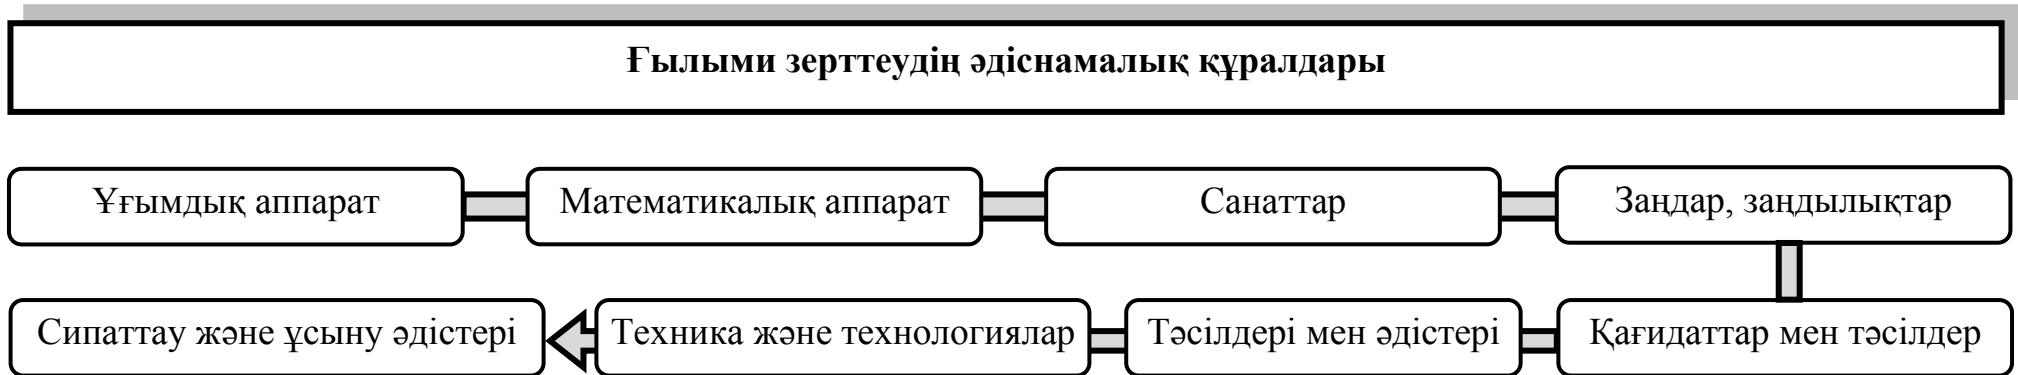 Ғылыми зерттеудің әдіснамалық құралдары
Ұғымдық аппарат
Математикалық аппарат
Санаттар
Заңдар, заңдылықтар
Қағидаттар мен тәсілдер
Тәсілдері мен әдістері
Техника және технологиялар
Сипаттау және ұсыну әдістері